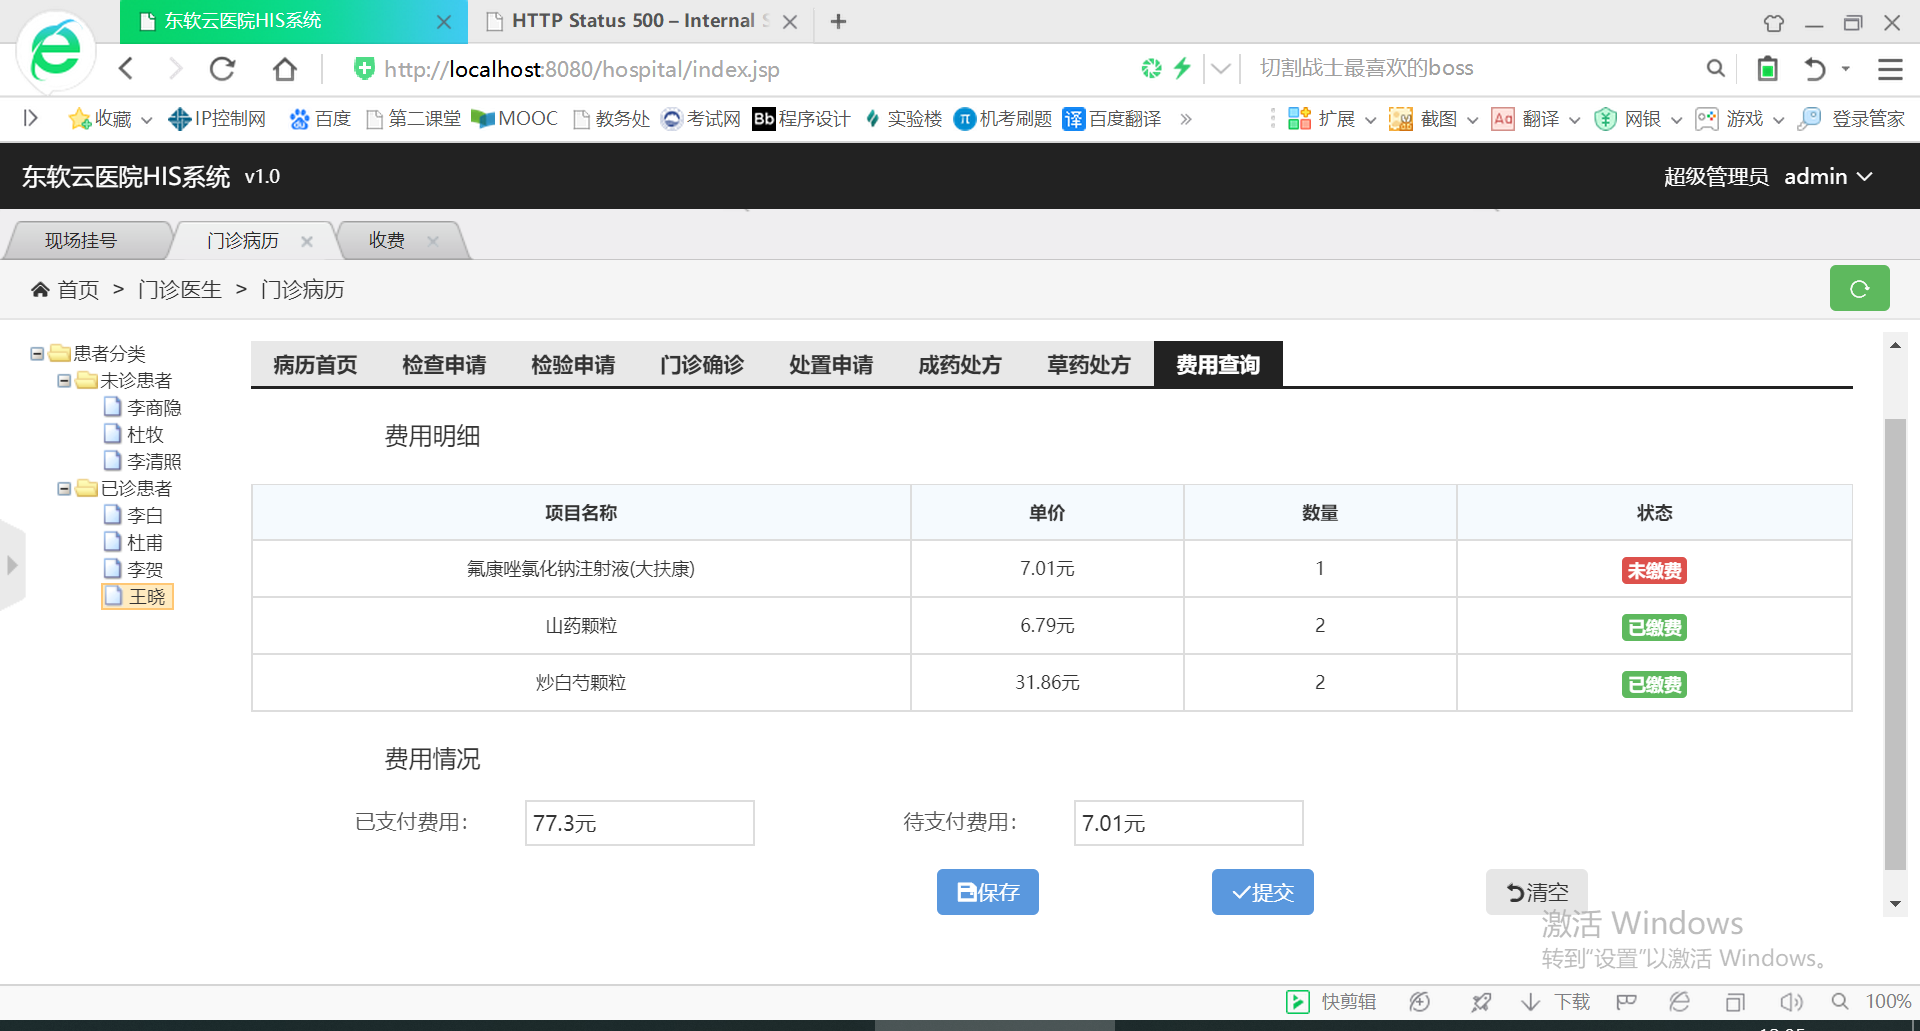 东软云医院HIS系统
HTTP Status 500 – Internal
http://localhost:8080/hospital/index.jsp
切割战士最喜欢的boss
收藏 IP控制网 百度 第二课堂 MOOC 教务处 考试网 Bb 程序设计 实验楼 机考刷题 译 百度翻译 » 扩展 截图 Aa 翻译 网银 游戏 登录管家
东软云医院HIS系统 v1.0
超级管理员 admin
现场挂号 门诊病历 收费
首页 > 门诊医生 > 门诊病历
患者分类
未诊患者
李商隐
杜牧
李清照
已诊患者
李白
杜甫
李贺
王晓
病历首页 检查申请 检验申请 门诊确诊 处置申请 成药处方 草药处方 费用查询
费用明细
项目名称 单价 数量 状态
氟康唑氯化钠注射液(大扶康) 7.01元 1 未缴费
山药颗粒 6.79元 2 已缴费
炒白芍颗粒 31.86元 2 已缴费
费用情况
已支付费用： 77.3元 待支付费用： 7.01元
保存 提交 清空
激活 Windows
转到“设置”以激活 Windows。
快剪辑 下载 100%